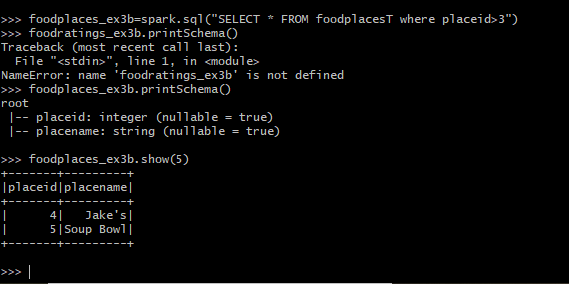 >>> foodplaces_ex3b=spark.sql("SELECT * FROM foodplacesT where placeid>3")
>>> foodratings_ex3b.printSchema()
Traceback (most recent call last):
  File "<stdin>", line 1, in <module>
NameError: name 'foodratings_ex3b' is not defined
>>> foodplaces_ex3b.printSchema()
root
 |-- placeid: integer (nullable = true)
 |-- placename: string (nullable = true)

>>> foodplaces_ex3b.show(5)
+-------+---------+
|placeid|placename|
+-------+---------+
|      4|   Jake's|
|      5|Soup Bowl|
+-------+---------+

>>>